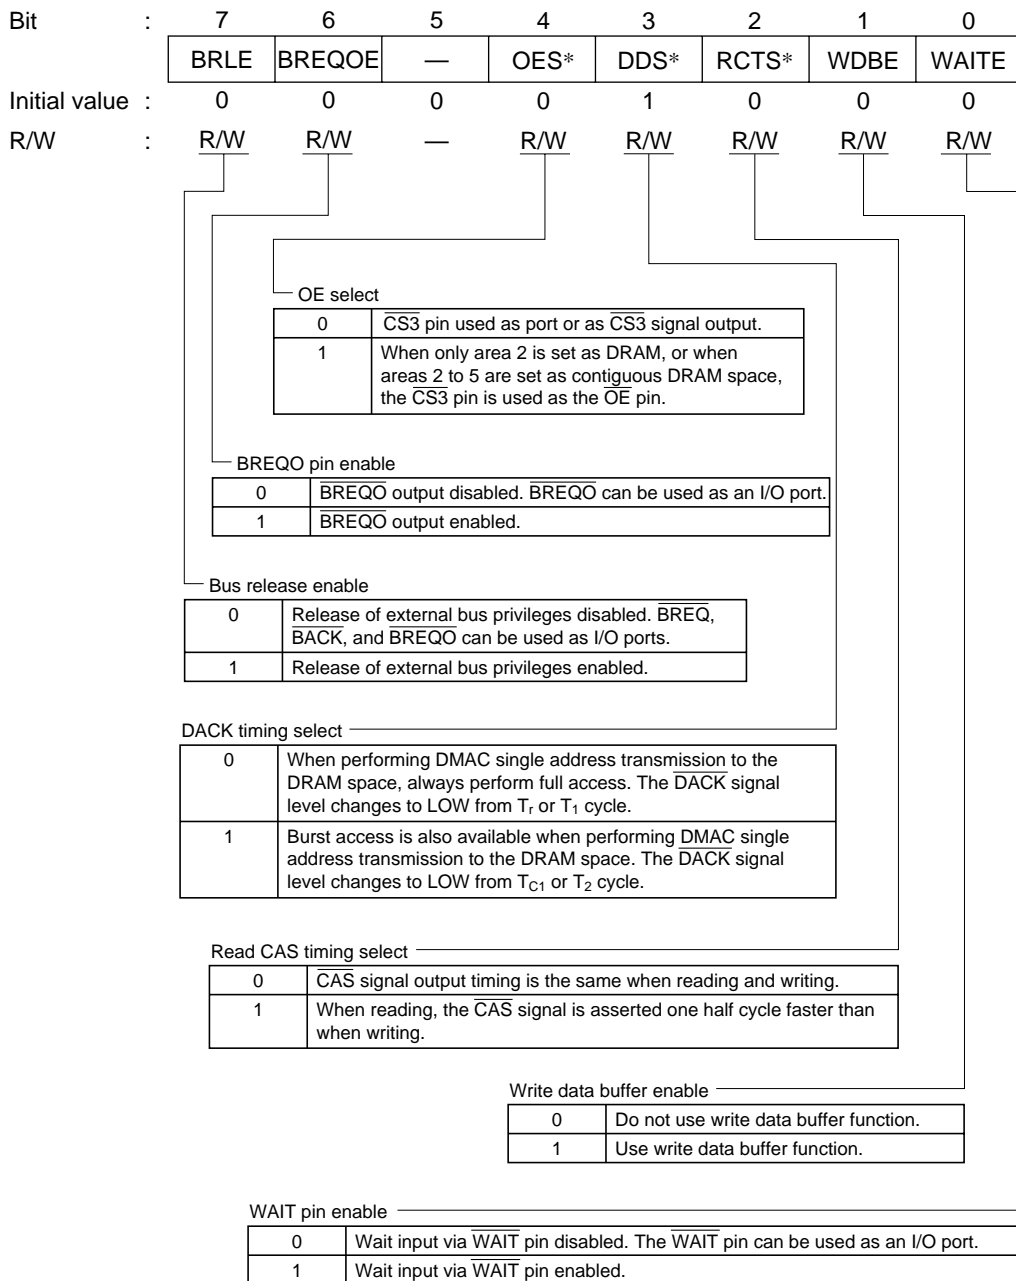 Bit : 7 6 5 4 3 2 1 0
BRLE BREQOE — OES* DDS* RCTS* WDBE WAITE
Initial value : 0 0 0 0 1 0 0 0
R/W : R/W R/W — R/W R/W R/W R/W R/W
OE select
0 CS3 pin used as port or as CS3 signal output.
1 When only area 2 is set as DRAM, or when
areas 2 to 5 are set as contiguous DRAM space,
the CS3 pin is used as the OE pin.
BREQO pin enable
0 BREQO output disabled. BREQO can be used as an I/O port.
1 BREQO output enabled.
Bus release enable
0 Release of external bus privileges disabled. BREQ,
BACK, and BREQO can be used as I/O ports.
1 Release of external bus privileges enabled.
DACK timing select
0 When performing DMAC single address transmission to the
DRAM space, always perform full access. The DACK signal
level changes to LOW from Tr or T1 cycle.
1 Burst access is also available when performing DMAC single
address transmission to the DRAM space. The DACK signal
level changes to LOW from TC1 or T2 cycle.
Read CAS timing select
0 CAS signal output timing is the same when reading and writing.
1 When reading, the CAS signal is asserted one half cycle faster than
when writing.
Write data buffer enable
0 Do not use write data buffer function.
1 Use write data buffer function.
WAIT pin enable
0 Wait input via WAIT pin disabled. The WAIT pin can be used as an I/O port.
1 Wait input via WAIT pin enabled.